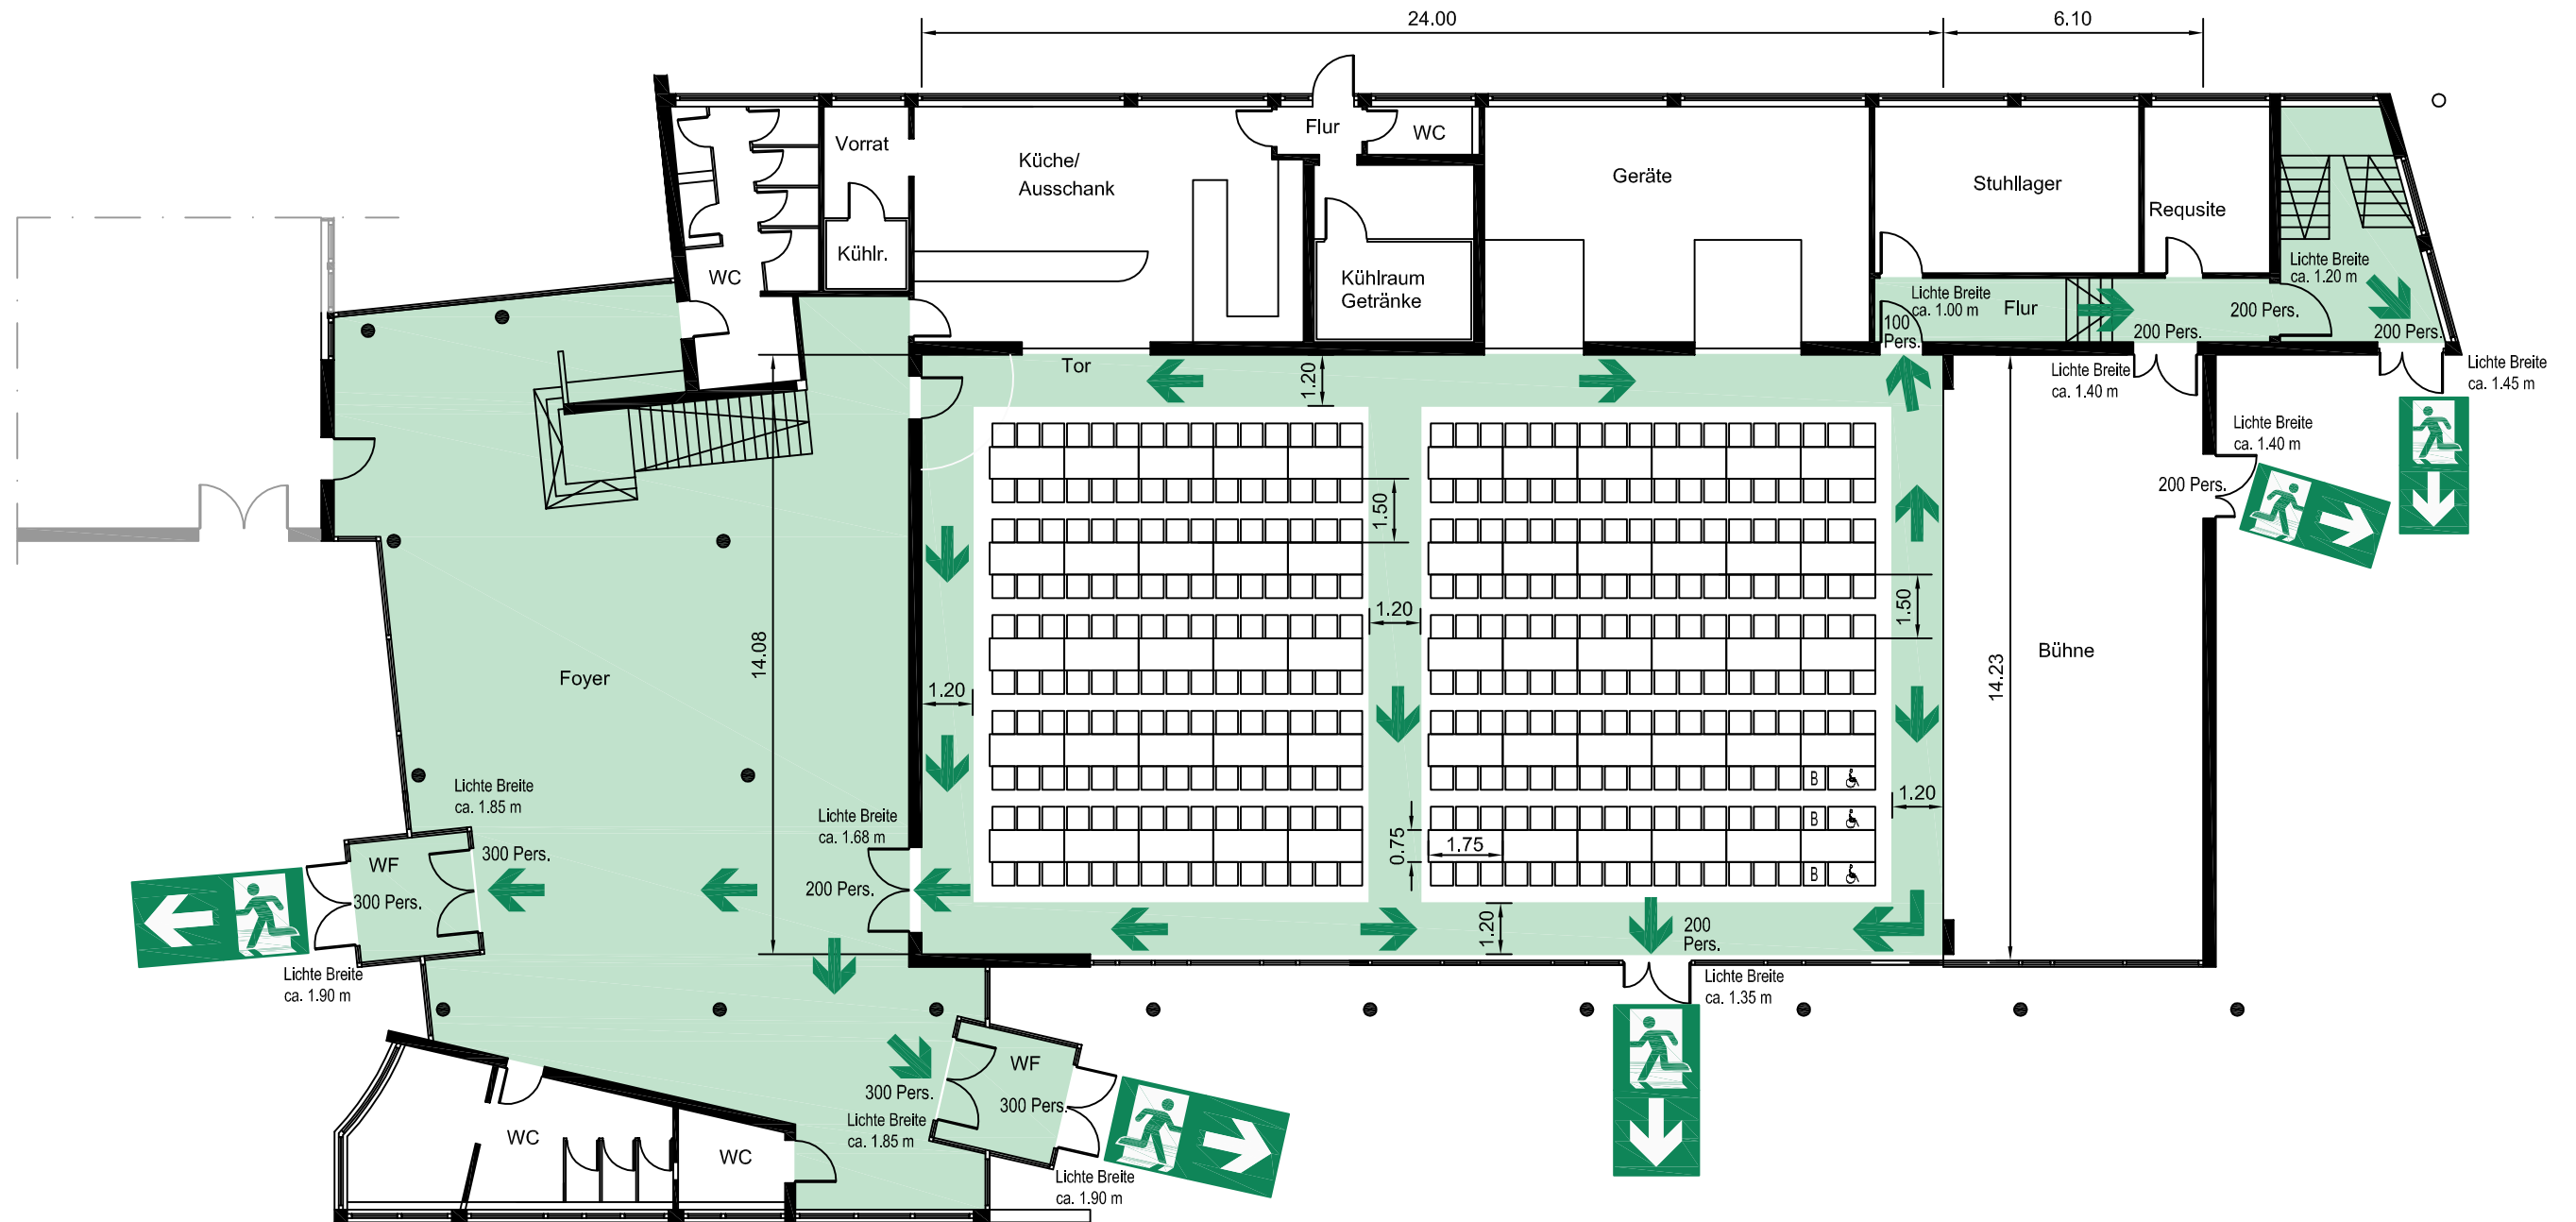 24.00
6.10
Vorrat
Küche/
Ausschank
Flur
WC
Geräte
Stuhllager
Requsite
Kühlr.
WC
Kühlraum
Getränke
Lichte Breite
ca. 1.20 m
Lichte Breite
ca. 1.00 m
Flur
200 Pers.
100
Pers.
200 Pers.
200 Pers.
Tor
1.20
Lichte Breite
ca. 1.40 m
Lichte Breite
ca. 1.45 m
Lichte Breite
ca. 1.40 m
200 Pers.
1.50
1.50
1.20
14.08
Foyer
1.20
14.23
Bühne
Lichte Breite
ca. 1.85 m
Lichte Breite
ca. 1.68 m
B
B
B
1.20
0.75
1.75
WF
300 Pers.
300 Pers.
200 Pers.
1.20
200
Pers.
Lichte Breite
ca. 1.90 m
Lichte Breite
ca. 1.35 m
WF
300 Pers.
300 Pers.
Lichte Breite
ca. 1.85 m
WC
WC
Lichte Breite
ca. 1.90 m